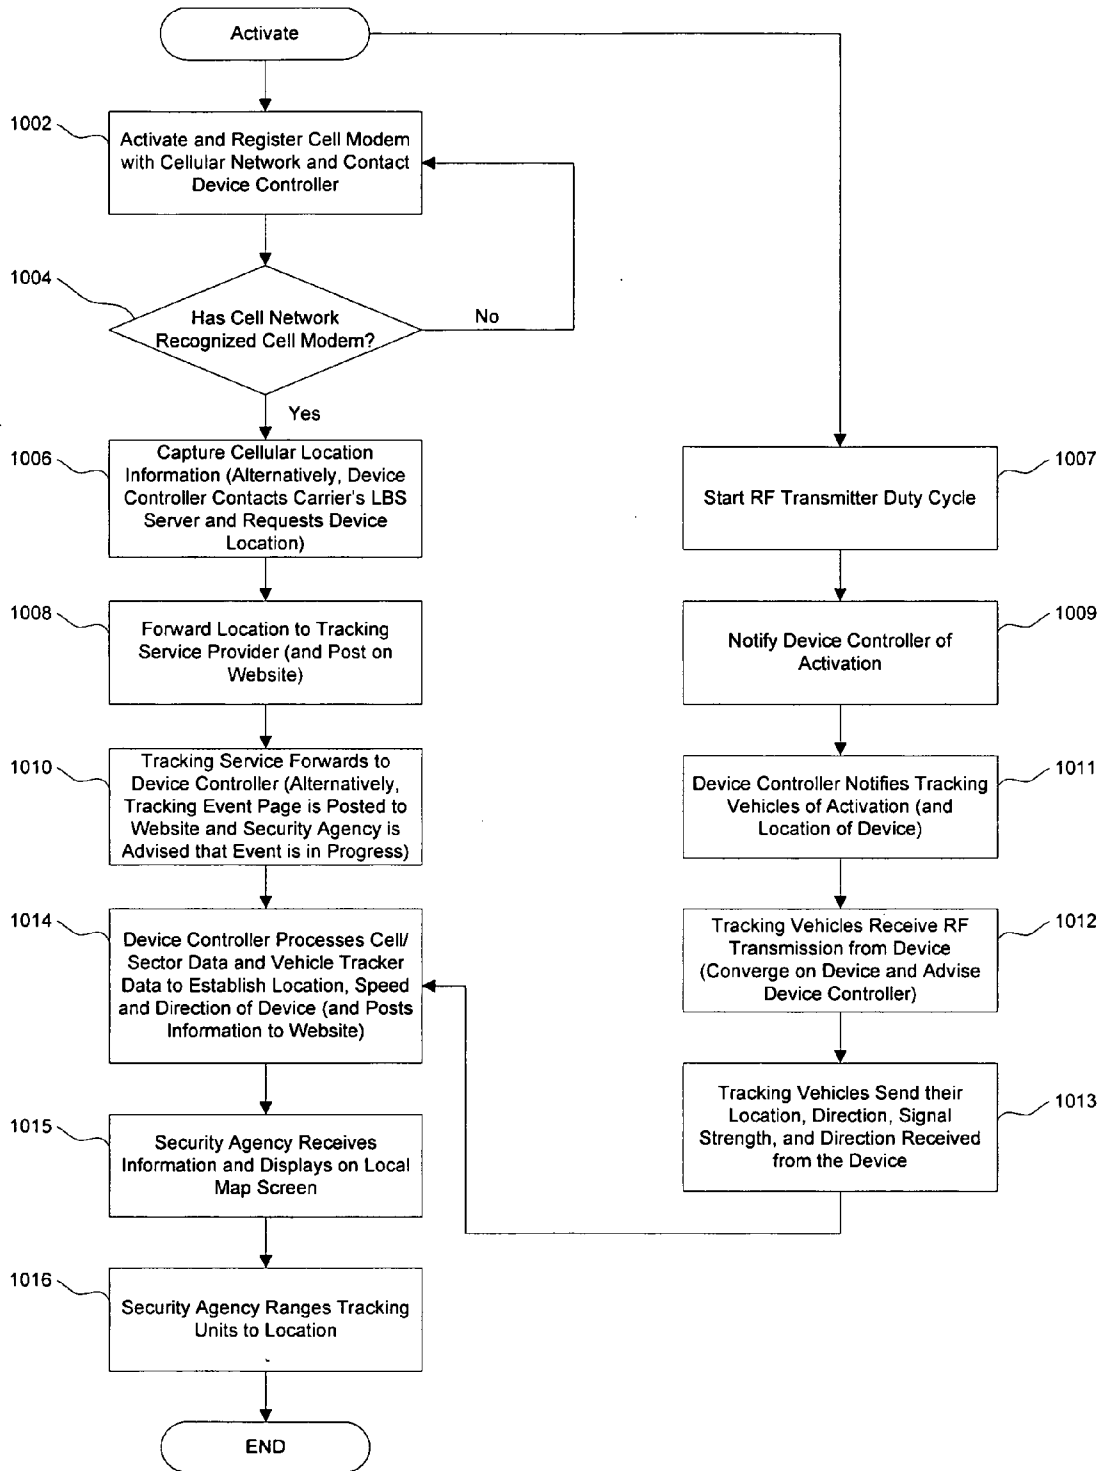 Activate
1002
Activate and Register Cell Modem
with Cellular Network and Contact
Device Controller
1004
Has Cell Network
Recognized Cell Modem?
No
Yes
1006
Capture Cellular Location
Information (Alternatively, Device
Controller Contacts Carrier's LBS
Server and Requests Device
Location)
1007
Start RF Transmitter Duty Cycle
1008
Forward Location to Tracking
Service Provider (and Post on
Website)
1009
Notify Device Controller of
Activation
1010
Tracking Service Forwards to
Device Controller (Alternatively,
Tracking Event Page is Posted to
Website and Security Agency is
Advised that Event is in Progress)
1011
Device Controller Notifies Tracking
Vehicles of Activation (and
Location of Device)
1014
Device Controller Processes Cell/
Sector Data and Vehicle Tracker
Data to Establish Location, Speed
and Direction of Device (and Posts
Information to Website)
1012
Tracking Vehicles Receive RF
Transmission from Device
(Converge on Device and Advise
Device Controller)
1013
Tracking Vehicles Send their
Location, Direction, Signal
Strength, and Direction Received
from the Device
1015
Security Agency Receives
Information and Displays on Local
Map Screen
1016
Security Agency Ranges Tracking
Units to Location
END